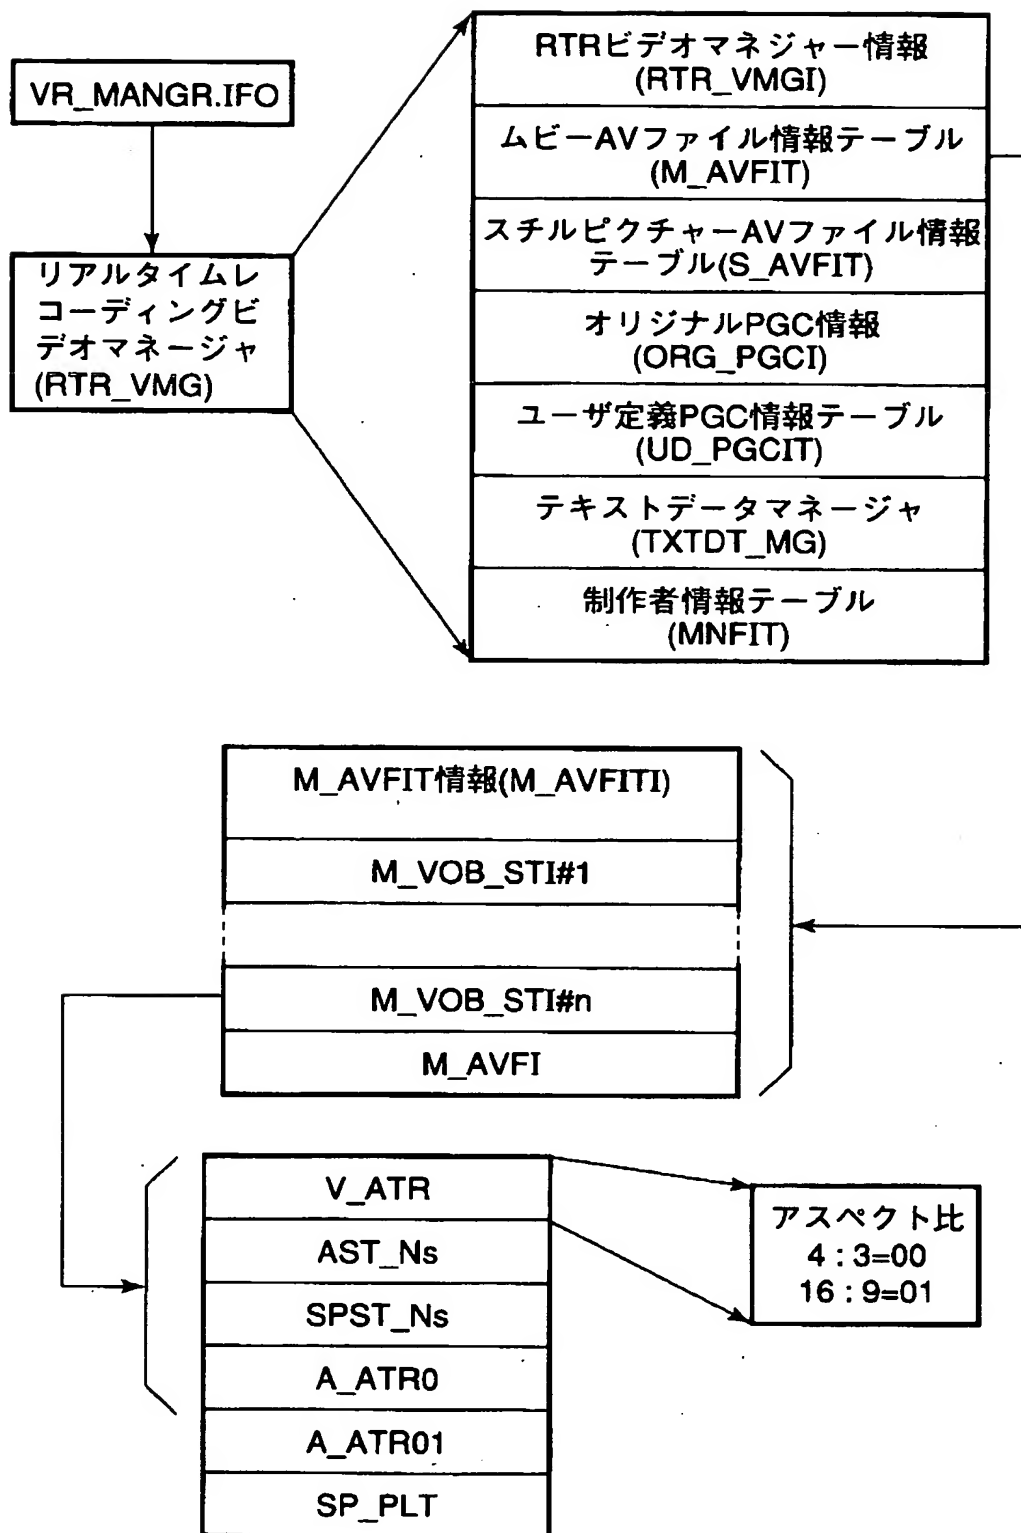 VR_MANGR.IFO
リアルタイムレ
コーディングビ
デオマネージャ
(RTR_VMG)
RTRビデオマネジャー情報
(RTR_VMGI)
ムビーAVファイル情報テーブル
(M_AVFIT)
スチルピクチャーAVファイル情報
テーブル(S_AVFIT)
オリジナルPGC情報
(ORG_PGCI)
ユーザ定義PGC情報テーブル
(UD_PGCIT)
テキストデータマネージャ
(TXTDT_MG)
制作者情報テーブル
(MNFIT)
M_AVFIT情報(M_AVFITI)
M_VOB_STI#1
M_VOB_STI#n
M_AVFI
V_ATR
AST_Ns
SPST_Ns
A_ATR0
A_ATR01
SP_PLT
アスペクト比
4 : 3=00
16 : 9=01